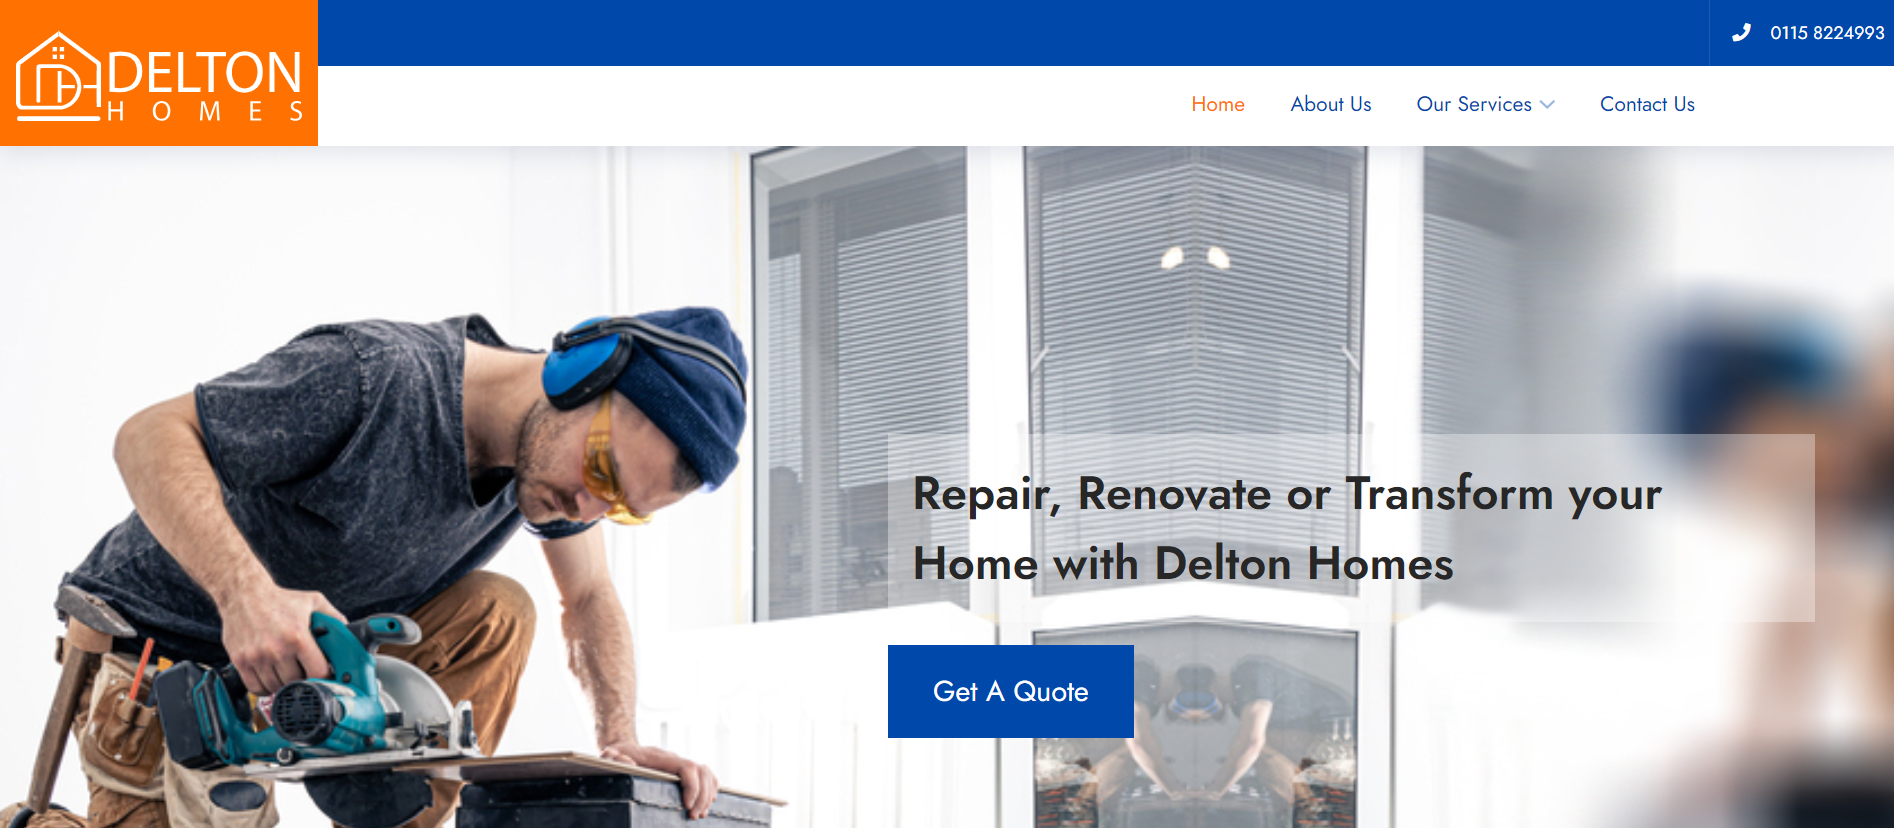 DELTON
HOMES
0115 8224993
Home
About Us
Our Services
Contact Us
Repair, Renovate or Transform your
Home with Delton Homes
Get A Quote